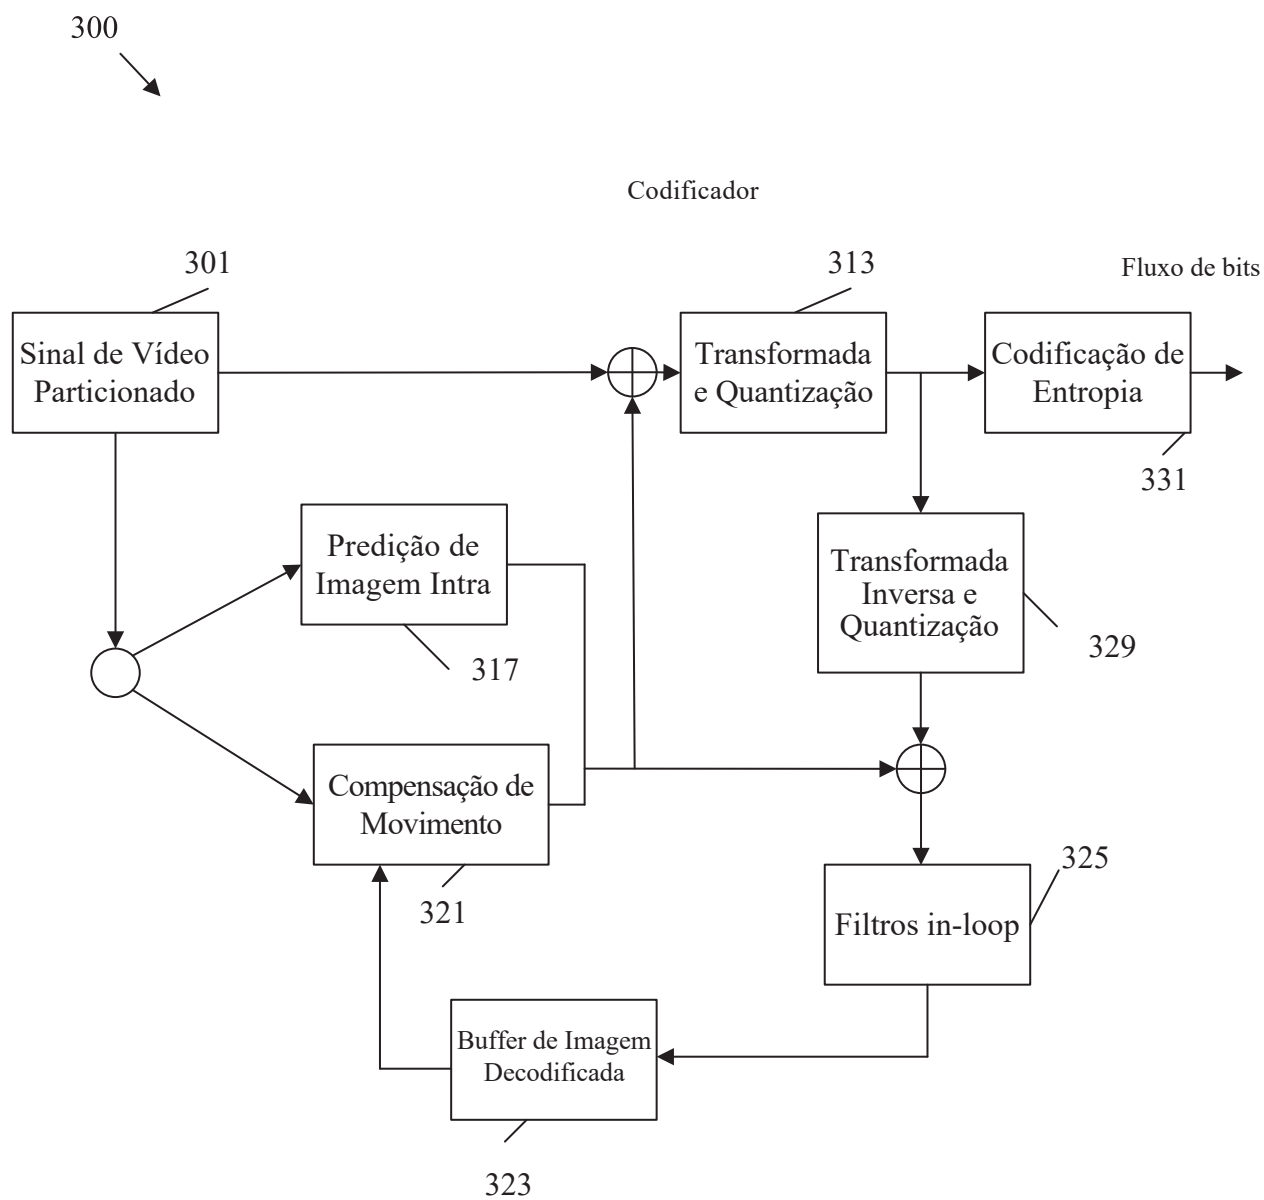 300
Codificador
301
313
Fluxo de bits
Sinal de Vídeo
Particionado
Transformada
e Quantização
Codificação de
Entropia
331
Predição de
Imagem Intra
317
Transformada
Inversa e
Quantização
329
Compensação de
Movimento
321
325
Filtros in-loop
Buffer de Imagem
Decodificada
323